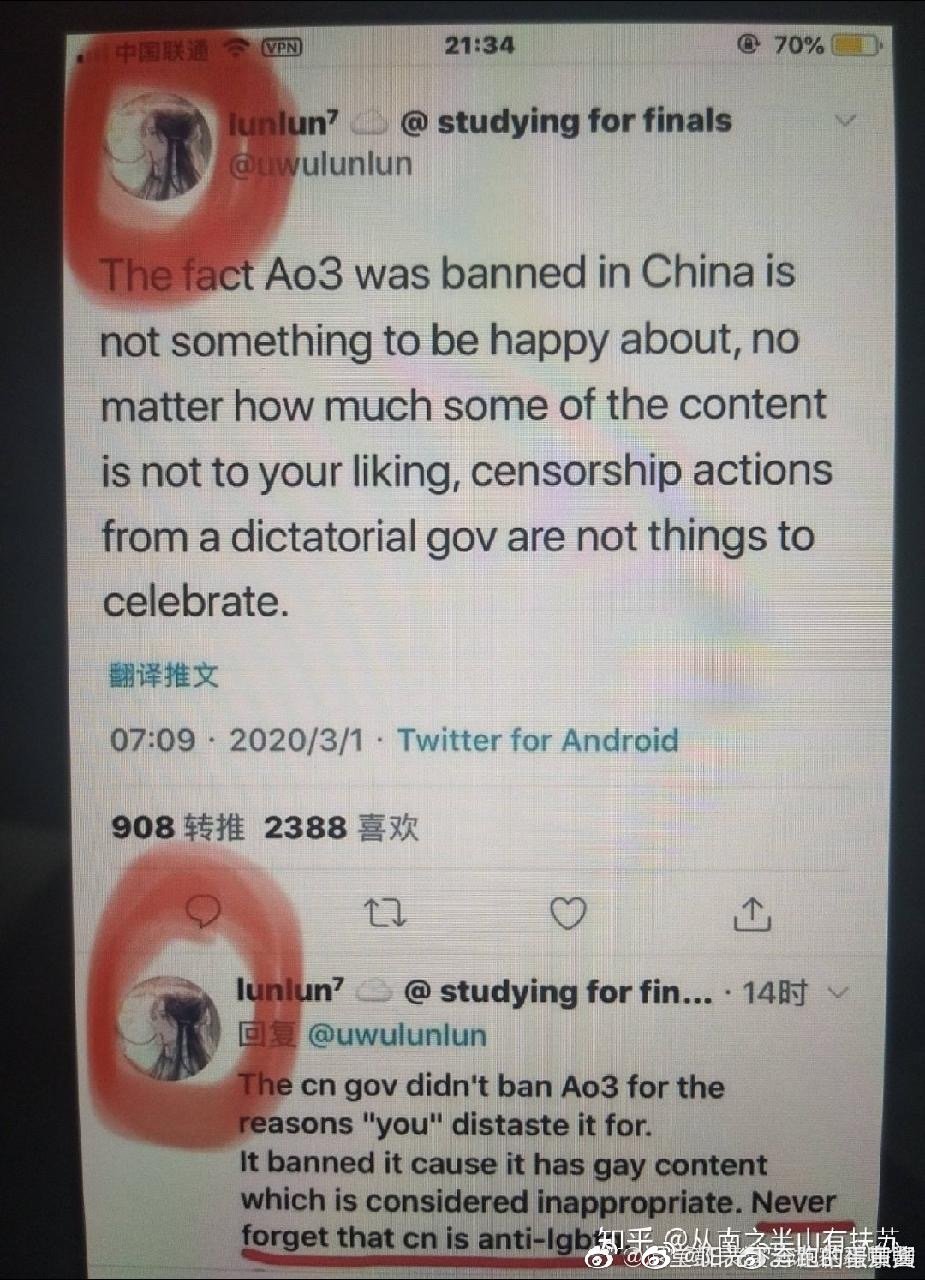 中国联通 VPN 21:34 70%
lunlun⁷ ☁️ @ studying for finals
@uwulunlun
The fact Ao3 was banned in China is
not something to be happy about, no
matter how much some of the content
is not to your liking, censorship actions
from a dictatorial gov are not things to
celebrate.
翻译推文
07:09 · 2020/3/1 · Twitter for Android
908 转推 2388 喜欢
lunlun⁷ ☁️ @ studying for fin... · 14时
回复 @uwulunlun
The cn gov didn't ban Ao3 for the
reasons "you" distaste it for.
It banned it cause it has gay content
which is considered inappropriate. Never
forget that cn is
知乎 @从南之半山有扶苏